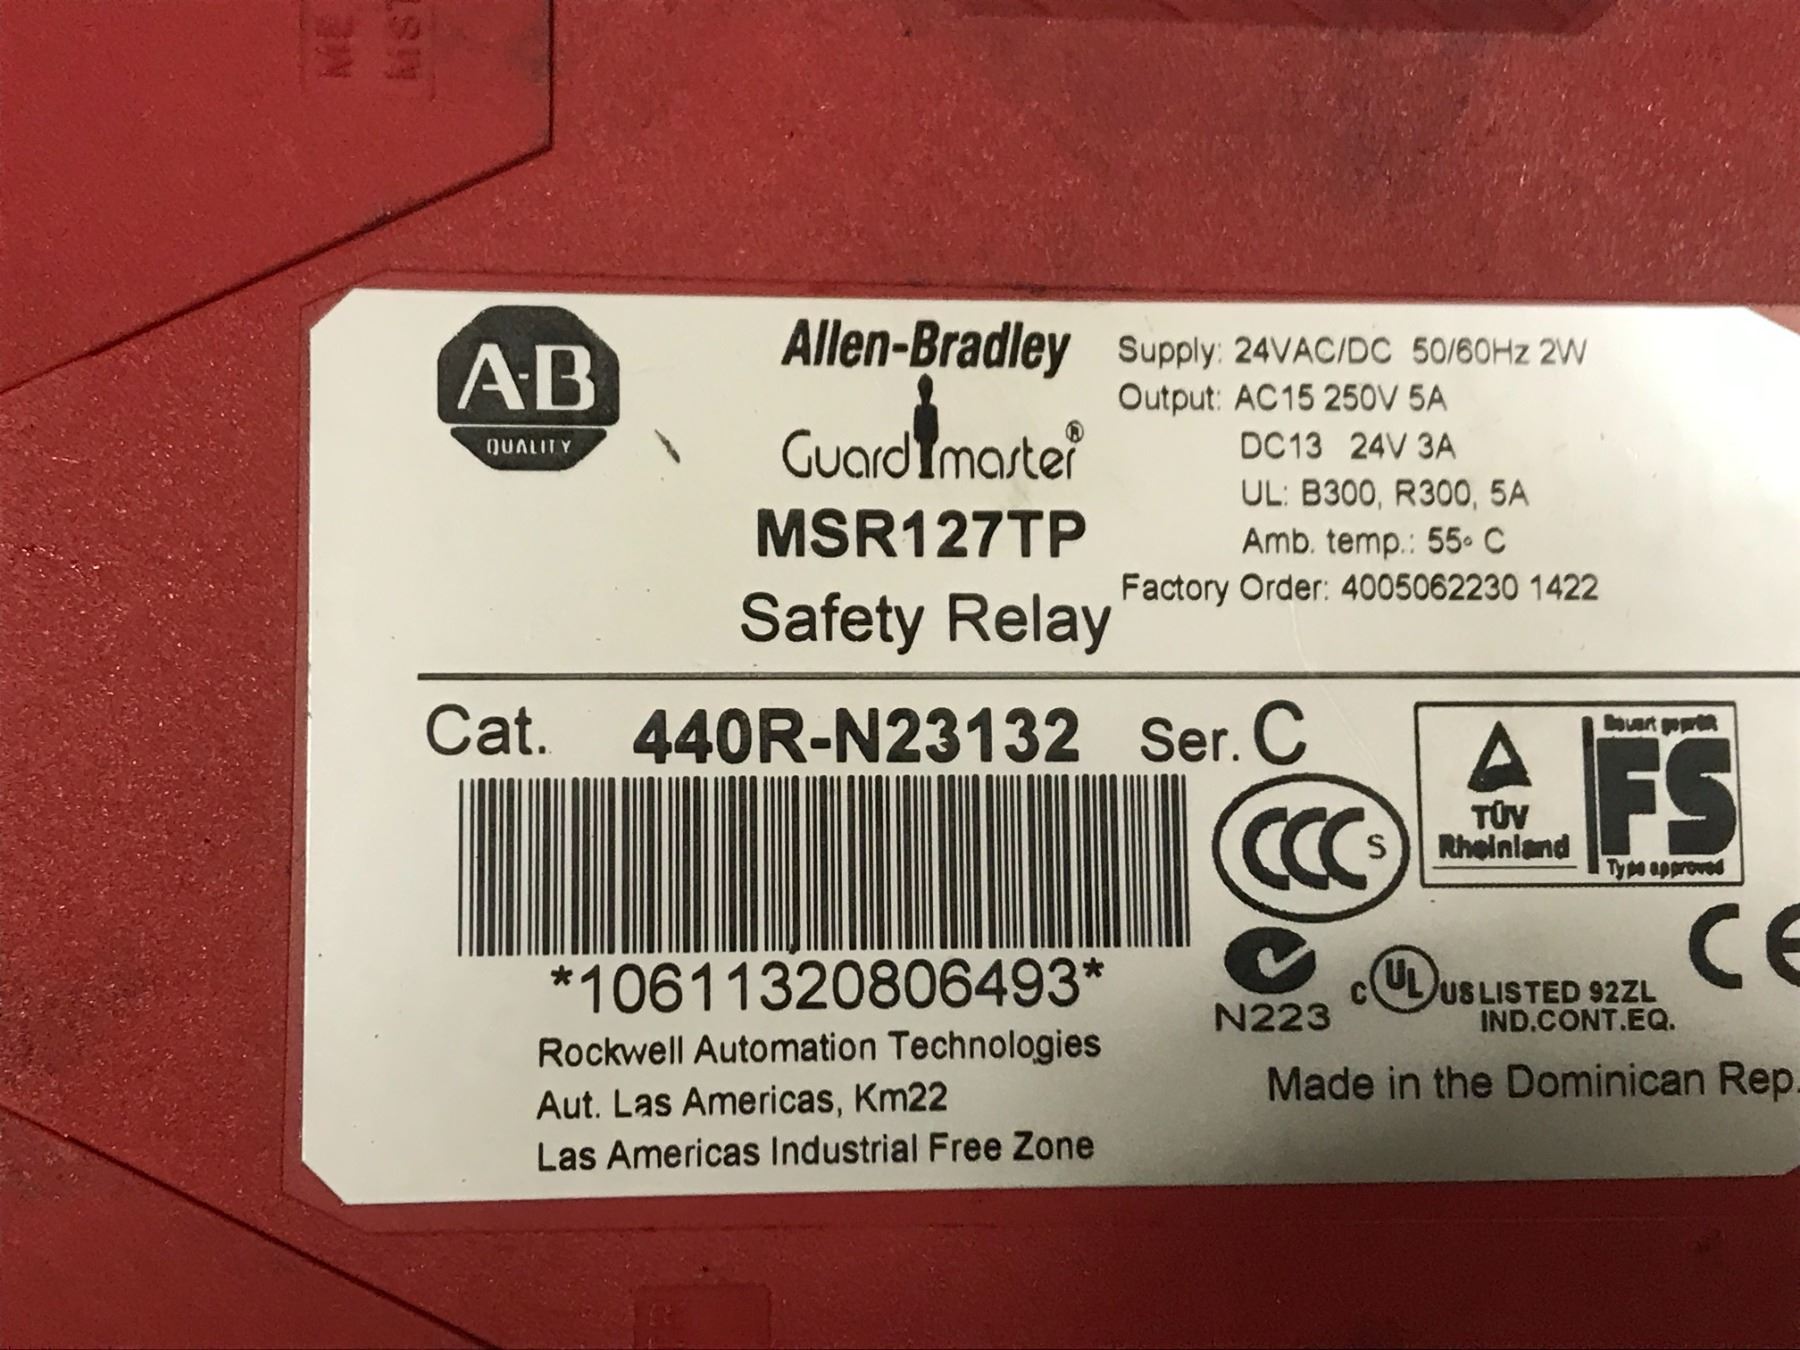 A-B
QUALITY
Allen-Bradley
Guardmaster®
MSR127TP
Safety Relay
Supply: 24VAC/DC 50/60Hz 2W
Output: AC15 250V 5A
DC13 24V 3A
UL: B300, R300, 5A
Amb. temp.: 55° C
Factory Order: 4005062230 1422
Cat. 440R-N23132 Ser. C
*10611320806493*
Rockwell Automation Technologies
Aut. Las Americas, Km22
Las Americas Industrial Free Zone
CCC S
TÜV
Rheinland
Bauart geprüft
FS
Type approved
N223
CE
C UL US LISTED 92ZL
IND.CONT.EQ.
Made in the Dominican Rep.